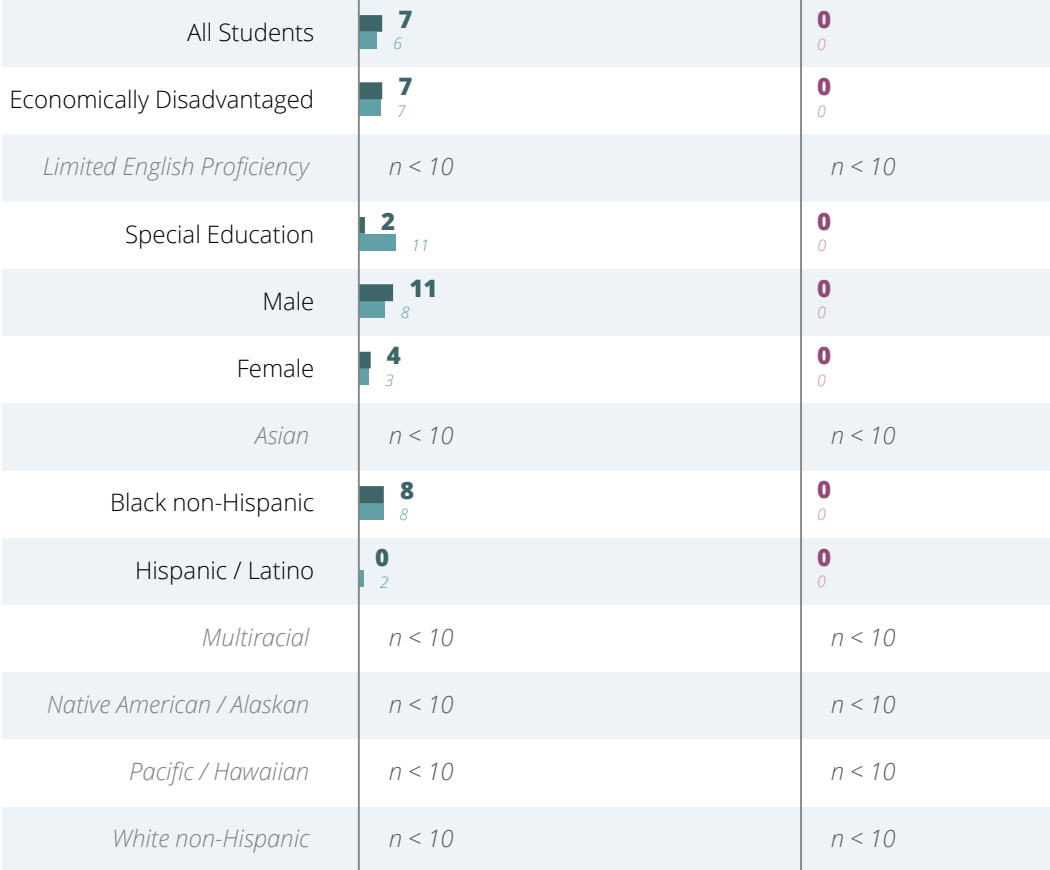 All Students 7 0
6 0
Economically Disadvantaged 7 0
7 0
Limited English Proficiency n < 10 n < 10
Special Education 2 0
11 0
Male 11 0
8 0
Female 4 0
3 0
Asian n < 10 n < 10
Black non-Hispanic 8 0
8 0
Hispanic / Latino 0 0
2 0
Multiracial n < 10 n < 10
Native American / Alaskan n < 10 n < 10
Pacific / Hawaiian n < 10 n < 10
White non-Hispanic n < 10 n < 10